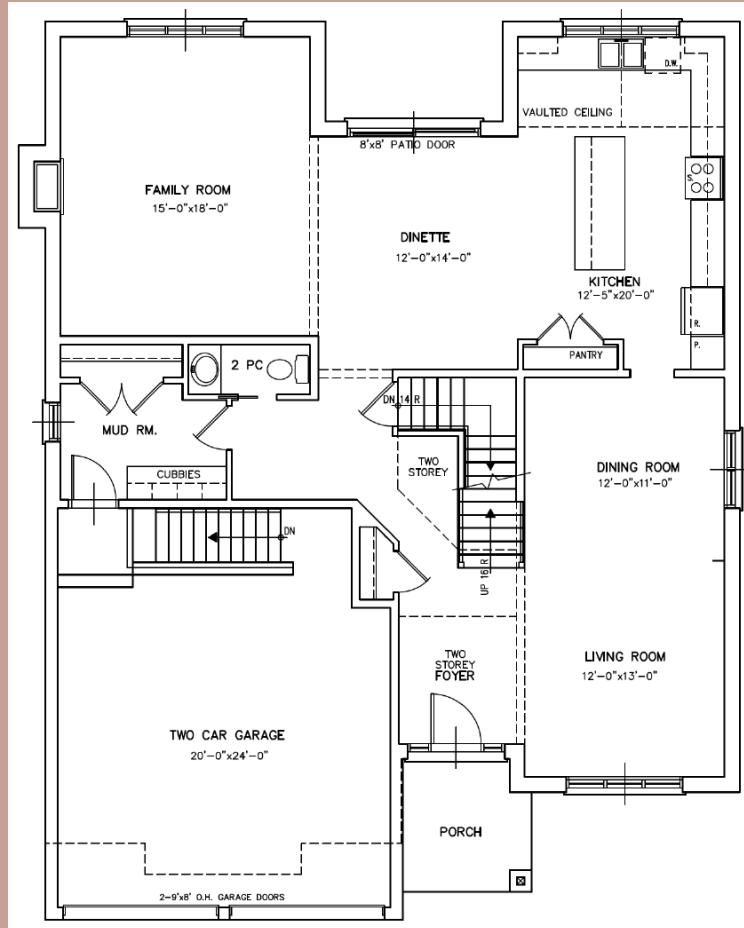 D.W.
VAULTED CEILING
8'x8' PATIO DOOR
S.
FAMILY ROOM
15'-0"x18'-0"
DINETTE
12'-0"x14'-0"
KITCHEN
12'-5"x20'-0"
R.
P.
PANTRY
2 PC
DN 14 R
MUD RM.
TWO
STOREY
CUBBIES
DINING ROOM
12'-0"x11'-0"
DN
UP 16 R
TWO
STOREY
FOYER
LIVING ROOM
12'-0"x13'-0"
TWO CAR GARAGE
20'-0"x24'-0"
PORCH
2-9'x8' O.H. GARAGE DOORS